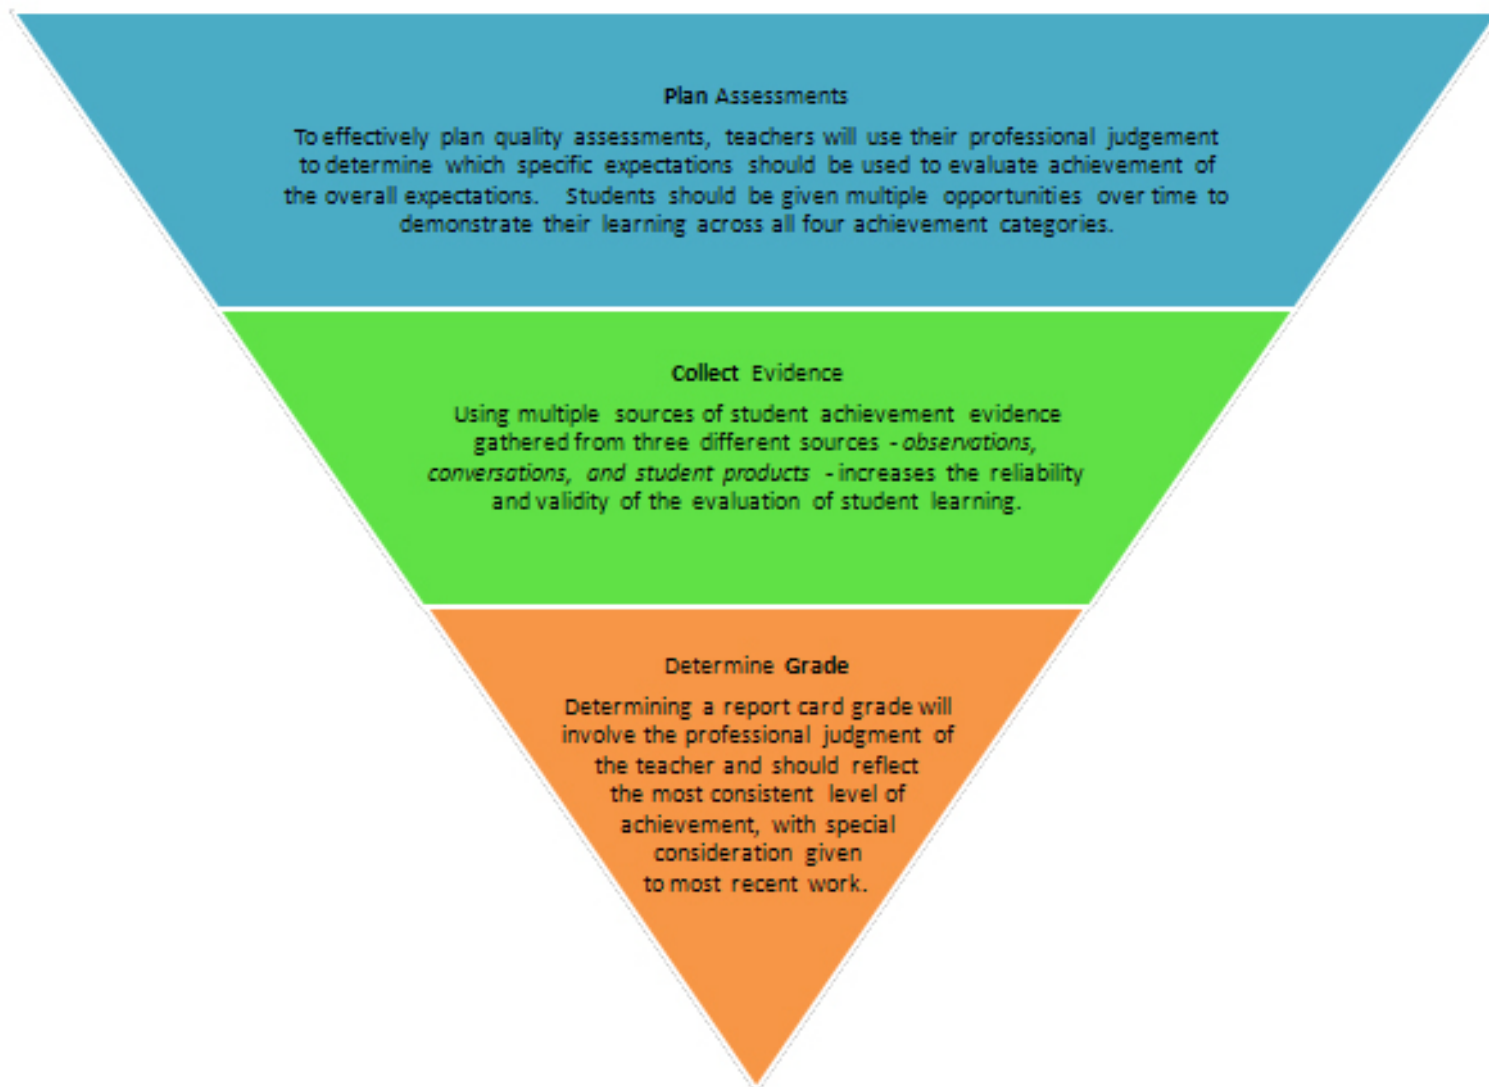 Plan Assessments
To effectively plan quality assessments, teachers will use their professional judgement
to determine which specific expectations should be used to evaluate achievement of
the overall expectations. Students should be given multiple opportunities over time to
demonstrate their learning across all four achievement categories.
Collect Evidence
Using multiple sources of student achievement evidence
gathered from three different sources - observations,
conversations, and student products - increases the reliability
and validity of the evaluation of student learning.
Determine Grade
Determining a report card grade will
involve the professional judgment of
the teacher and should reflect
the most consistent level of
achievement, with special
consideration given
to most recent work.